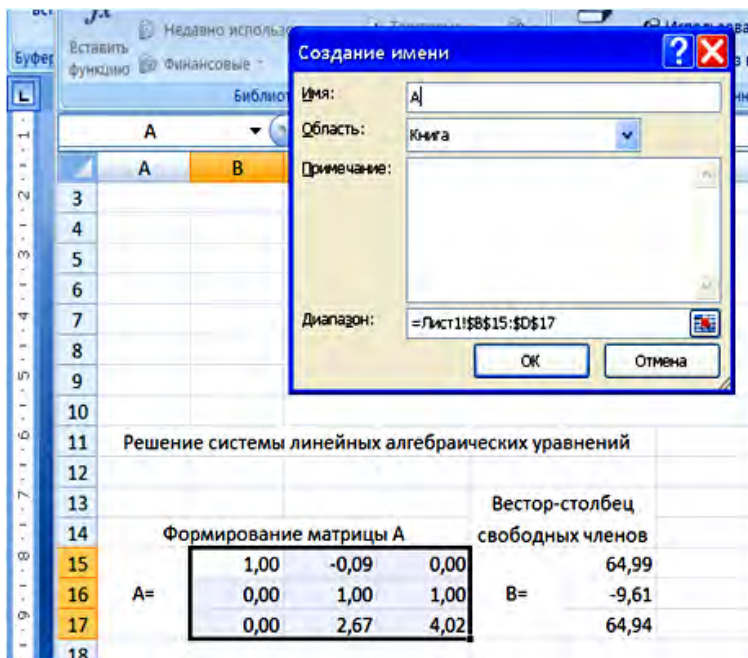 Буфер
Вставить
функцию
Недавно использо
Финансовые
Библиот
Создание имени
Имя:
A
Область:
Книга
Примечание:
Диапазон:
=Лист1!$B$15:$D$17
ОК
Отмена
A
A B
3
4
5
6
7
8
9
10
11 Решение системы линейных алгебраических уравнений
12
13 Вектор-столбец
14 Формирование матрицы А свободных членов
15 1,00 -0,09 0,00 64,99
16 A= 0,00 1,00 1,00 B= -9,61
17 0,00 2,67 4,02 64,94
18